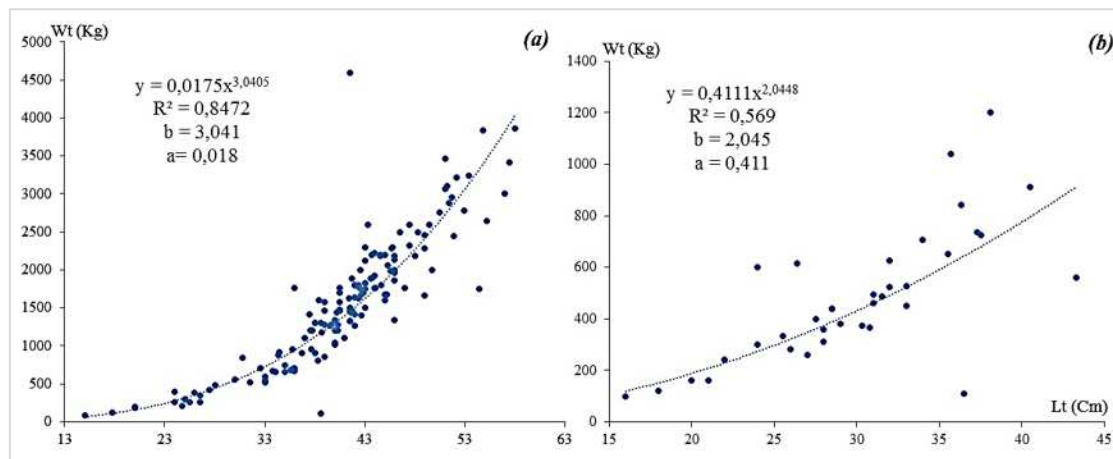 Wt (Kg)
(a)
5000
4500
4000
3500
3000
2500
2000
1500
1000
500
0
y = 0,0175x^3,0405
R² = 0,8472
b = 3,041
a= 0,018
13 23 33 43 53 63
Wt (Kg)
(b)
1400
1200
1000
800
600
400
200
0
y = 0,4111x^2,0448
R² = 0,569
b = 2,045
a = 0,411
Lt (Cm)
15 20 25 30 35 40 45